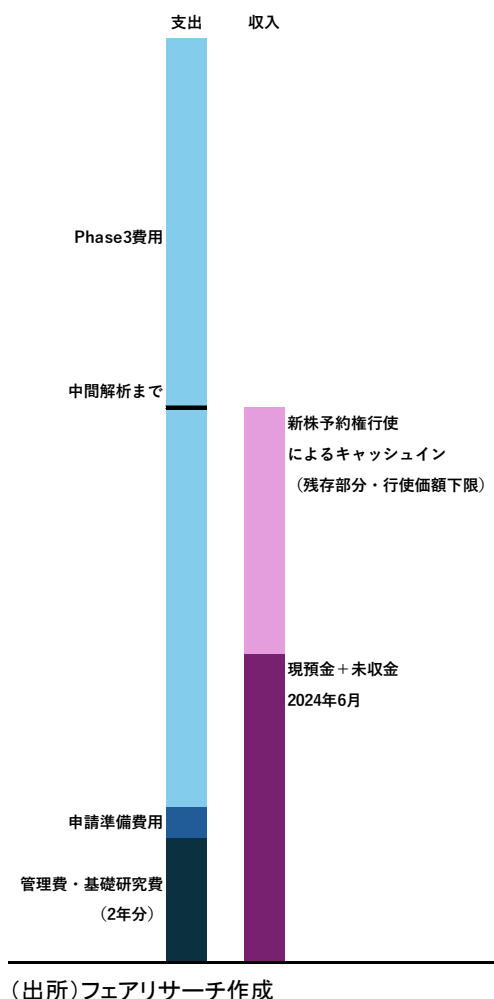 支出
収入
Phase3費用
中間解析まで
新株予約権行使
によるキャッシュイン
（残存部分・行使価額下限）
現預金＋未収金
2024年6月
申請準備費用
管理費・基礎研究費
（2年分）
（出所）フェアリサーチ作成